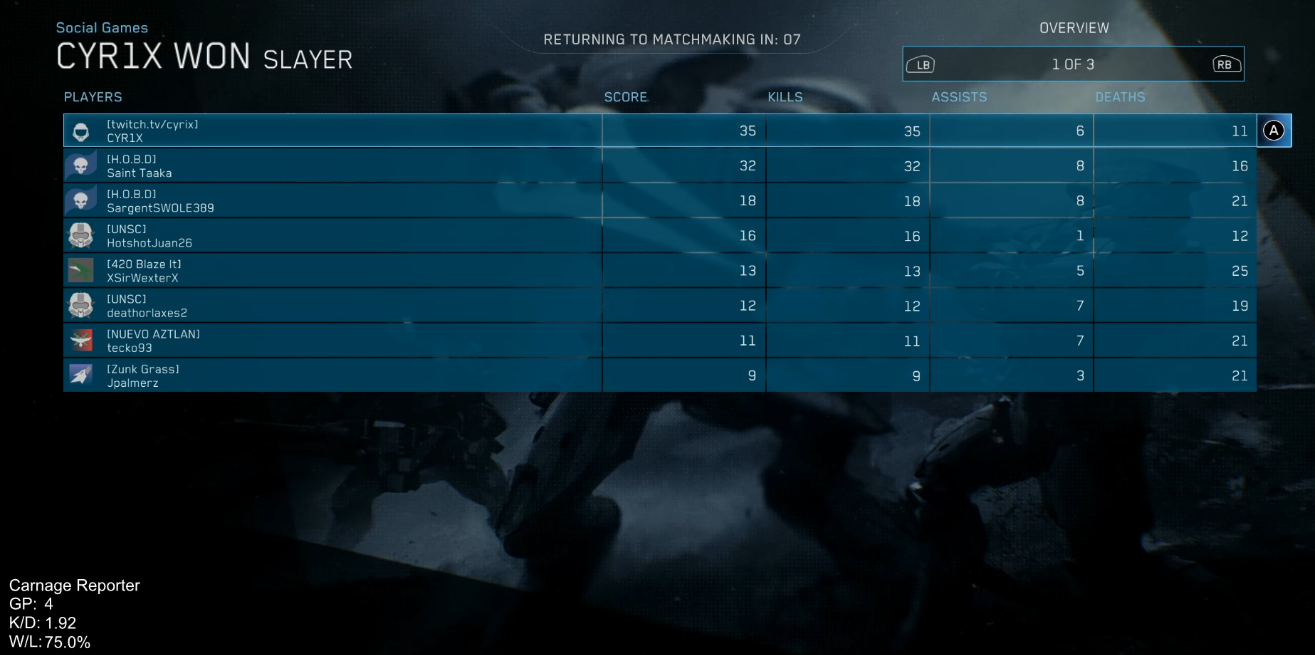 Social Games
CYR1X WON SLAYER
RETURNING TO MATCHMAKING IN: 07
OVERVIEW
LB 1 OF 3 RB
PLAYERS SCORE KILLS ASSISTS DEATHS
[twitch.tv/cyrix]
CYR1X 35 35 6 11 A
[H.O.B.D]
Saint Taaka 32 32 8 16
[H.O.B.D]
SargentSWOLE389 18 18 8 21
[UNSC]
HotshotJuan26 16 16 1 12
[420 Blaze It]
XSirWexterX 13 13 5 25
[UNSC]
deathorlaxes2 12 12 7 19
[NUEVO AZTLAN]
tecko93 11 11 7 21
[Zunk Grass]
Jpalmerz 9 9 3 21
Carnage Reporter
GP: 4
K/D: 1.92
W/L: 75.0%